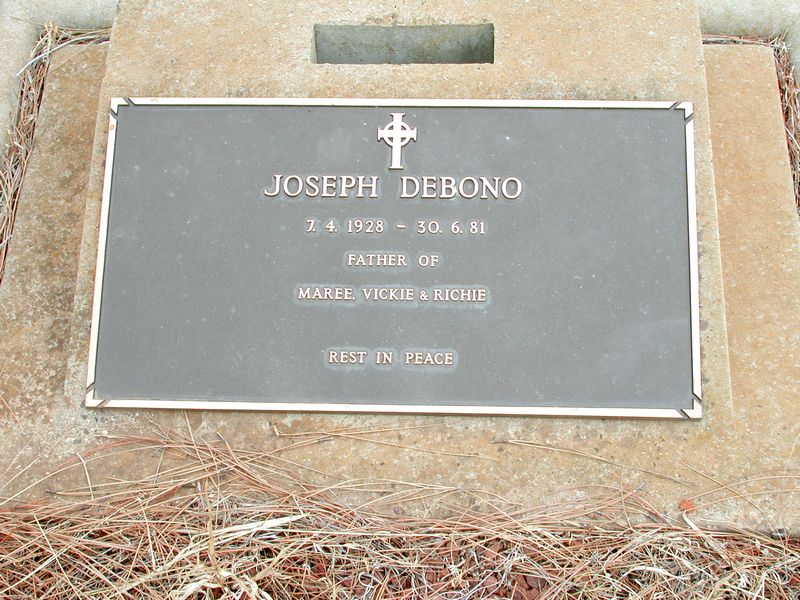 JOSEPH DEBONO
7. 4. 1928 - 30. 6. 81
FATHER OF
MAREE, VICKIE & RICHIE
REST IN PEACE